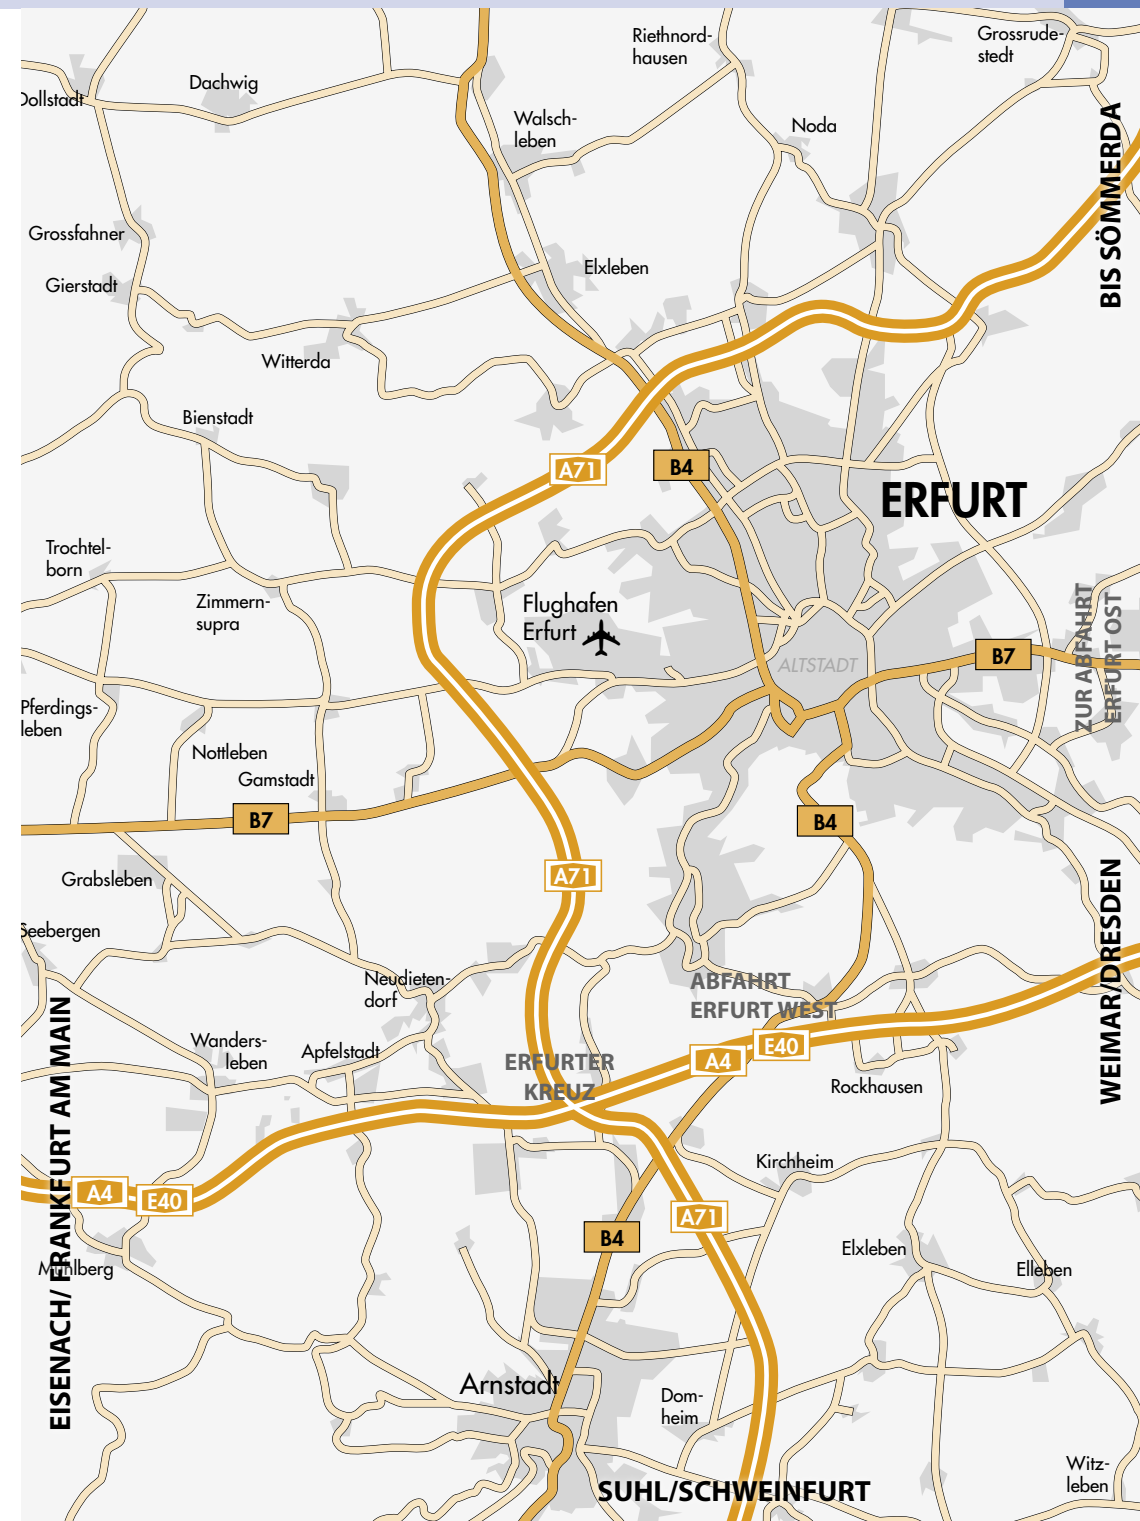 Riethnord-
hausen
Grossrude-
stedt
Dachwig
Dollstadt
Walsch-
leben
Noda
BIS SÖMMERDA
Grossfahner
Elxleben
Gierstadt
Witterda
Bienstadt
A71
B4
ERFURT
Trochtel-
born
Zimmern-
supra
Flughafen
Erfurt
ALTSTADT
B7
ZUR ABFAHRT
ERFURT OST
Pferdings-
leben
Nottleben
Gamstadt
B7
B4
A71
Grabsleben
Seebergen
WEIMAR/DRESDEN
Neudieten-
dorf
ABFAHRT
ERFURT WEST
EISENACH/ FRANKFURT AM MAIN
Wanders-
leben
Apfelstadt
ERFURTER
KREUZ
A4
E40
Rockhausen
Kirchheim
A4
E40
A71
B4
Elxleben
Mühlberg
Elleben
Arnstadt
Dom-
heim
Witz-
leben
SUHL/SCHWEINFURT